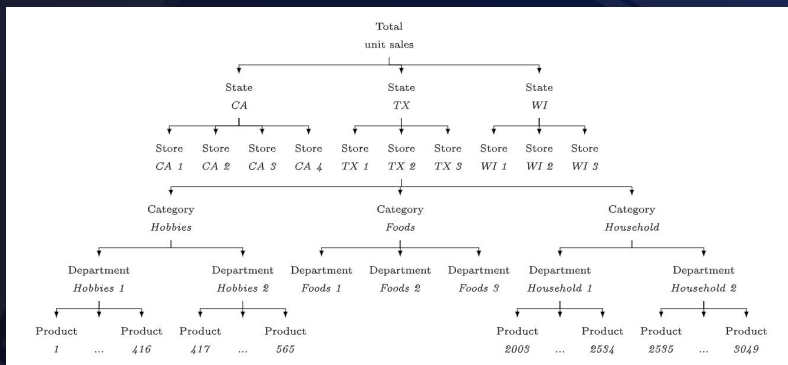 Total
unit sales
State State State
CA TX WI
Store Store Store Store Store Store Store Store Store Store
CA 1 CA 2 CA 3 CA 4 TX 1 TX 2 TX 3 WI 1 WI 2 WI 3
Category Category Category
Hobbies Foods Household
Department Department Department Department Department Department Department
Hobbies 1 Hobbies 2 Foods 1 Foods 2 Foods 3 Household 1 Household 2
Product Product Product Product Product Product Product Product
1 ... 416 417 ... 565 2003 ... 2534 2535 ... 3049